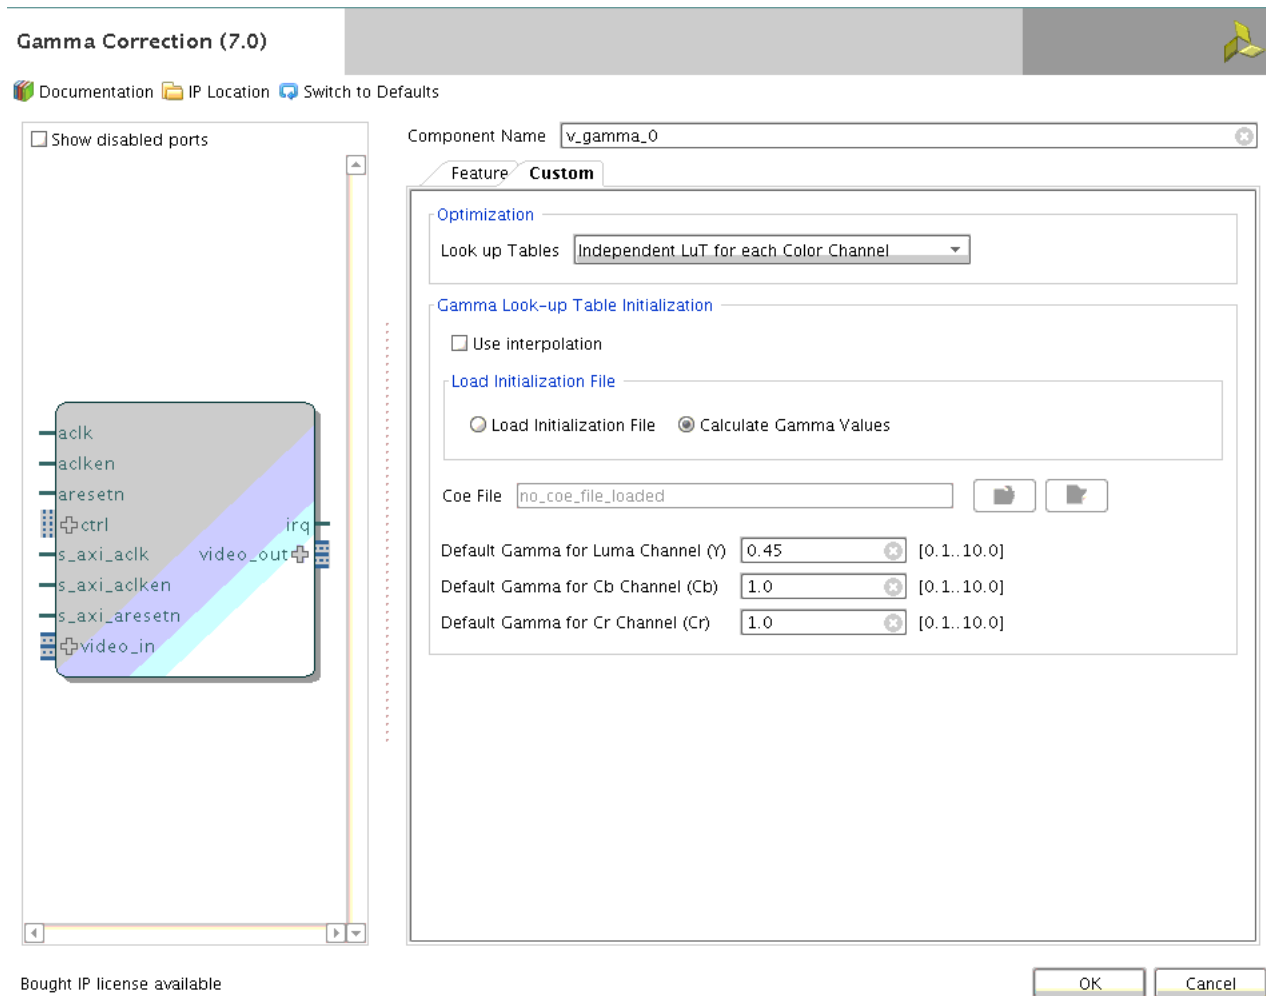 Gamma Correction (7.0)
Documentation IP Location Switch to Defaults
Show disabled ports
aclk
aclken
aresetn
ctrl
irq
s_axi_aclk
video_out
s_axi_aclken
s_axi_aresetn
video_in
Component Name v_gamma_0
Feature Custom
Optimization
Look up Tables Independent LuT for each Color Channel
Gamma Look-up Table Initialization
Use interpolation
Load Initialization File
Load Initialization File Calculate Gamma Values
Coe File no_coe_file_loaded
Default Gamma for Luma Channel (Y) 0.45 [0.1..10.0]
Default Gamma for Cb Channel (Cb) 1.0 [0.1..10.0]
Default Gamma for Cr Channel (Cr) 1.0 [0.1..10.0]
Bought IP license available
OK Cancel